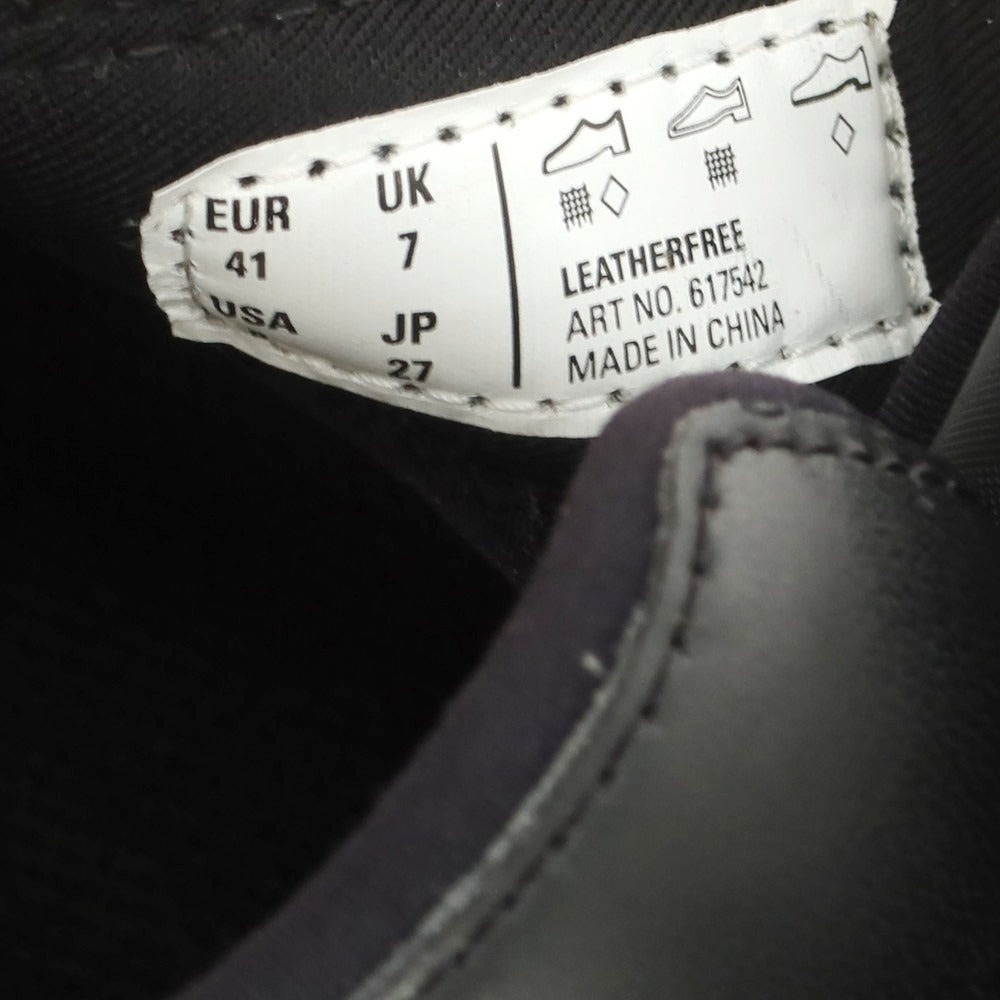 EUR UK
41 7
USA JP
27
LEATHERFREE
ART NO. 617542
MADE IN CHINA